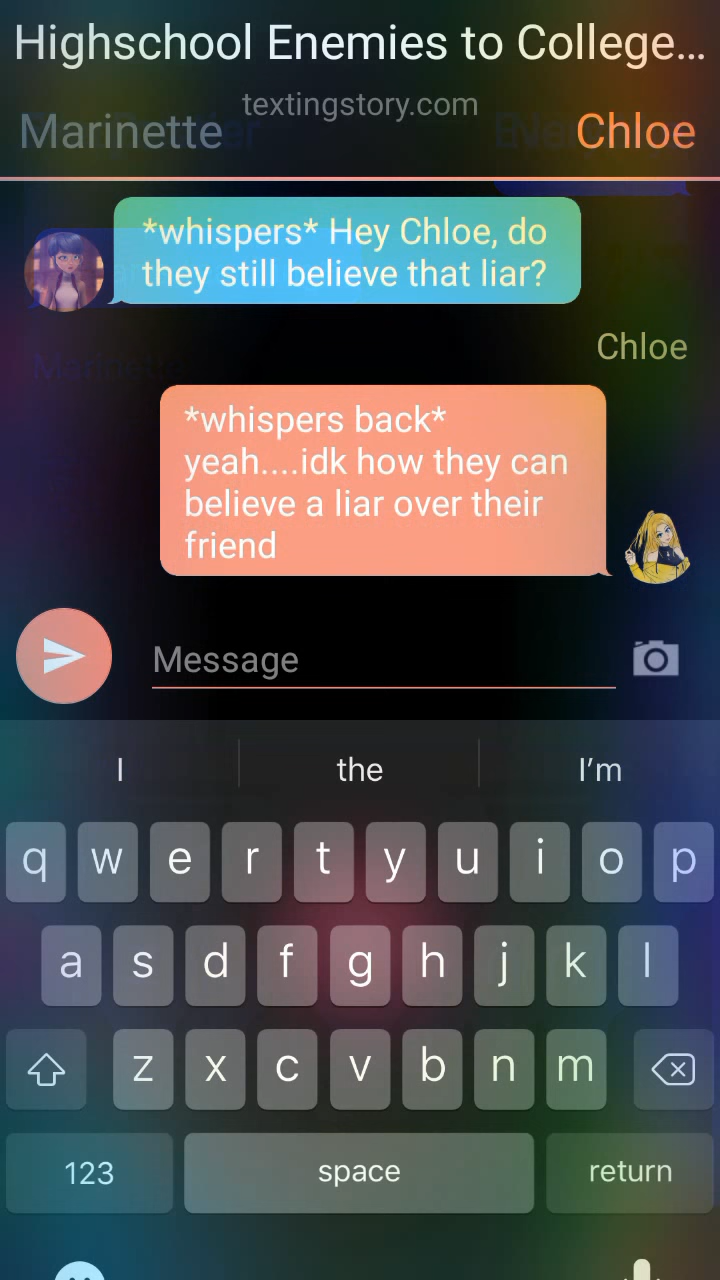 Highschool Enemies to College...
textingstory.com
Marinette
Chloe
*whispers* Hey Chloe, do
they still believe that liar?
Chloe
*whispers back*
yeah....idk how they can
believe a liar over their
friend
Message
I the I'm
q w e r t y u i o p
a s d f g h j k l
z x c v b n m
123 space return